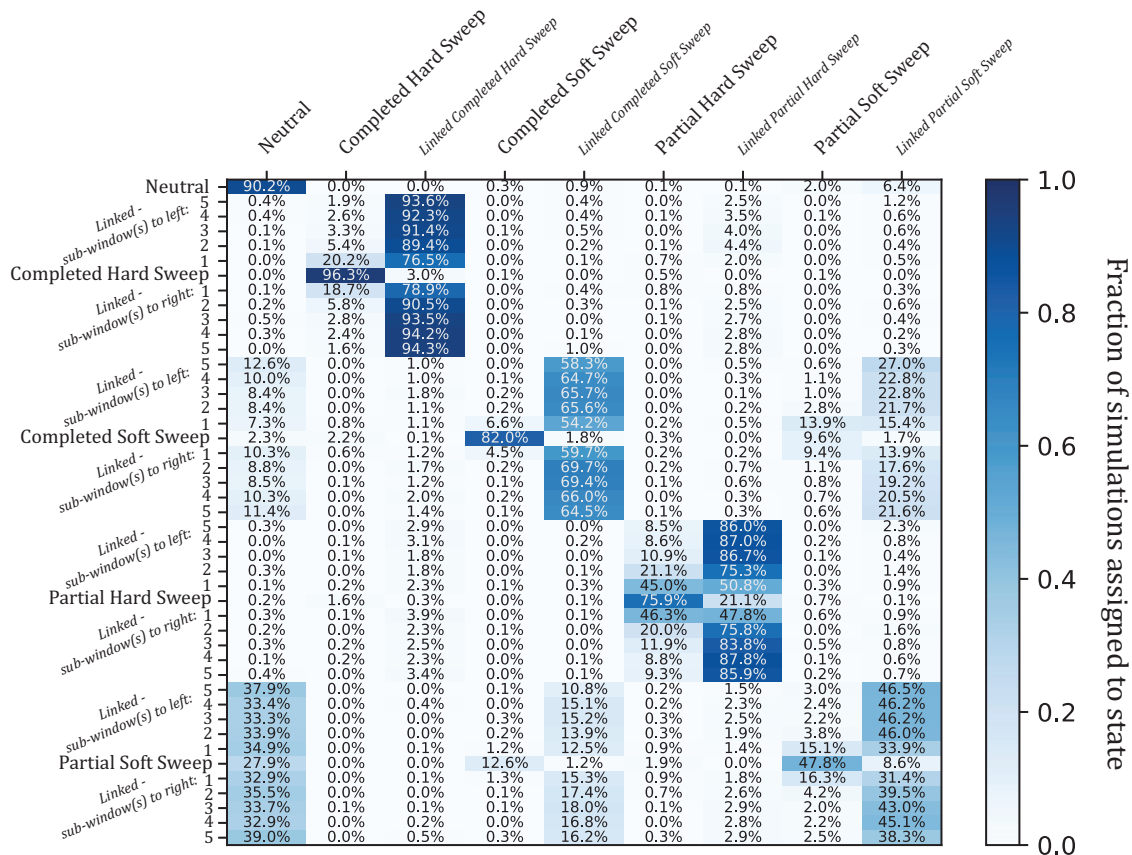 Neutral
Completed Hard Sweep
Linked Completed Hard Sweep
Completed Soft Sweep
Linked Completed Soft Sweep
Partial Hard Sweep
Linked Partial Hard Sweep
Partial Soft Sweep
Linked Partial Soft Sweep
Neutral 90.2% 0.0% 0.0% 0.3% 0.9% 0.1% 0.1% 2.0% 6.4%
Linked -
sub-window(s) to left:
5 0.4% 1.9% 93.6% 0.0% 0.4% 0.0% 2.5% 0.0% 1.2%
4 0.4% 2.6% 92.3% 0.0% 0.4% 0.1% 3.5% 0.1% 0.6%
3 0.1% 3.3% 91.4% 0.1% 0.5% 0.0% 4.0% 0.0% 0.6%
2 0.1% 5.4% 89.4% 0.0% 0.2% 0.1% 4.4% 0.0% 0.4%
1 0.0% 20.2% 76.5% 0.0% 0.1% 0.7% 2.0% 0.0% 0.5%
Completed Hard Sweep 0.0% 96.3% 3.0% 0.1% 0.0% 0.5% 0.0% 0.1% 0.0%
Linked -
sub-window(s) to right:
1 0.1% 18.7% 78.9% 0.0% 0.4% 0.8% 0.8% 0.0% 0.3%
2 0.2% 5.8% 90.5% 0.0% 0.3% 0.1% 2.5% 0.0% 0.6%
3 0.5% 2.8% 93.5% 0.0% 0.1% 0.1% 2.7% 0.0% 0.4%
4 0.3% 2.4% 94.2% 0.0% 0.1% 0.0% 2.8% 0.0% 0.2%
5 0.0% 1.6% 94.3% 0.0% 1.0% 0.0% 2.8% 0.0% 0.3%
Linked -
sub-window(s) to left:
5 12.6% 0.0% 1.0% 0.0% 58.3% 0.0% 0.5% 0.6% 27.0%
4 10.0% 0.0% 1.0% 0.1% 64.7% 0.0% 0.3% 1.1% 22.8%
3 8.4% 0.0% 1.8% 0.2% 65.7% 0.1% 0.1% 1.0% 22.8%
2 8.4% 0.0% 1.1% 0.2% 65.6% 0.0% 0.2% 2.8% 21.7%
1 7.3% 0.8% 1.1% 6.6% 54.2% 0.2% 0.2% 13.9% 15.4%
Completed Soft Sweep 2.3% 2.2% 0.1% 82.0% 1.8% 0.3% 0.0% 9.6% 1.7%
Linked -
sub-window(s) to right:
1 10.3% 0.6% 1.2% 4.5% 59.7% 0.2% 0.2% 9.4% 13.9%
2 8.8% 0.0% 1.7% 0.2% 69.7% 0.2% 0.7% 1.1% 17.6%
3 8.5% 0.1% 1.2% 0.2% 69.4% 0.1% 0.6% 0.8% 19.2%
4 10.3% 0.0% 2.0% 0.2% 66.0% 0.1% 0.3% 0.7% 20.5%
5 11.4% 0.0% 1.4% 0.2% 64.5% 0.1% 0.3% 0.6% 21.6%
Linked -
sub-window(s) to left:
5 0.3% 0.0% 2.9% 0.0% 0.0% 8.5% 86.0% 0.0% 2.3%
4 0.0% 0.1% 3.1% 0.0% 0.2% 8.6% 87.0% 0.2% 0.8%
3 0.0% 0.1% 1.8% 0.0% 0.0% 10.9% 86.7% 0.1% 0.4%
2 0.3% 0.0% 1.8% 0.0% 0.1% 21.1% 75.3% 0.0% 1.4%
1 0.1% 0.2% 2.3% 0.1% 0.3% 45.0% 50.8% 0.3% 0.9%
Partial Hard Sweep 0.2% 1.6% 0.3% 0.0% 0.1% 75.9% 21.1% 0.7% 0.1%
Linked -
sub-window(s) to right:
1 0.3% 0.1% 3.9% 0.0% 0.1% 46.3% 47.8% 0.6% 0.9%
2 0.2% 0.0% 2.3% 0.1% 0.0% 20.0% 75.8% 0.0% 1.6%
3 0.3% 0.2% 2.5% 0.0% 0.0% 11.9% 83.8% 0.5% 0.8%
4 0.1% 0.2% 2.3% 0.0% 0.1% 8.8% 87.8% 0.1% 0.6%
5 0.4% 0.0% 3.4% 0.0% 0.1% 9.3% 85.9% 0.2% 0.7%
Linked -
sub-window(s) to left:
5 37.9% 0.0% 0.0% 0.1% 10.8% 0.2% 1.5% 3.0% 46.5%
4 33.4% 0.0% 0.4% 0.0% 15.1% 0.2% 2.3% 2.4% 46.2%
3 33.3% 0.0% 0.0% 0.3% 15.2% 0.3% 2.5% 2.2% 46.2%
2 33.9% 0.0% 0.0% 0.2% 13.9% 0.3% 1.9% 3.8% 46.0%
1 34.9% 0.0% 0.1% 1.2% 12.5% 0.9% 1.4% 15.1% 33.9%
Partial Soft Sweep 27.9% 0.0% 0.0% 12.6% 1.2% 1.9% 0.0% 47.8% 8.6%
Linked -
sub-window(s) to right:
1 32.9% 0.0% 0.1% 1.3% 15.3% 0.9% 1.8% 16.3% 31.4%
2 35.5% 0.0% 0.0% 0.1% 17.4% 0.7% 2.6% 4.2% 39.5%
3 33.7% 0.1% 0.1% 0.1% 18.0% 0.1% 2.9% 2.0% 43.0%
4 32.9% 0.0% 0.2% 0.0% 16.8% 0.1% 2.9% 2.2% 45.1%
5 39.0% 0.0% 0.5% 0.3% 16.2% 0.3% 2.9% 2.5% 38.3%
1.0
0.8
0.6
0.4
0.2
0.0
Fraction of simulations assigned to state